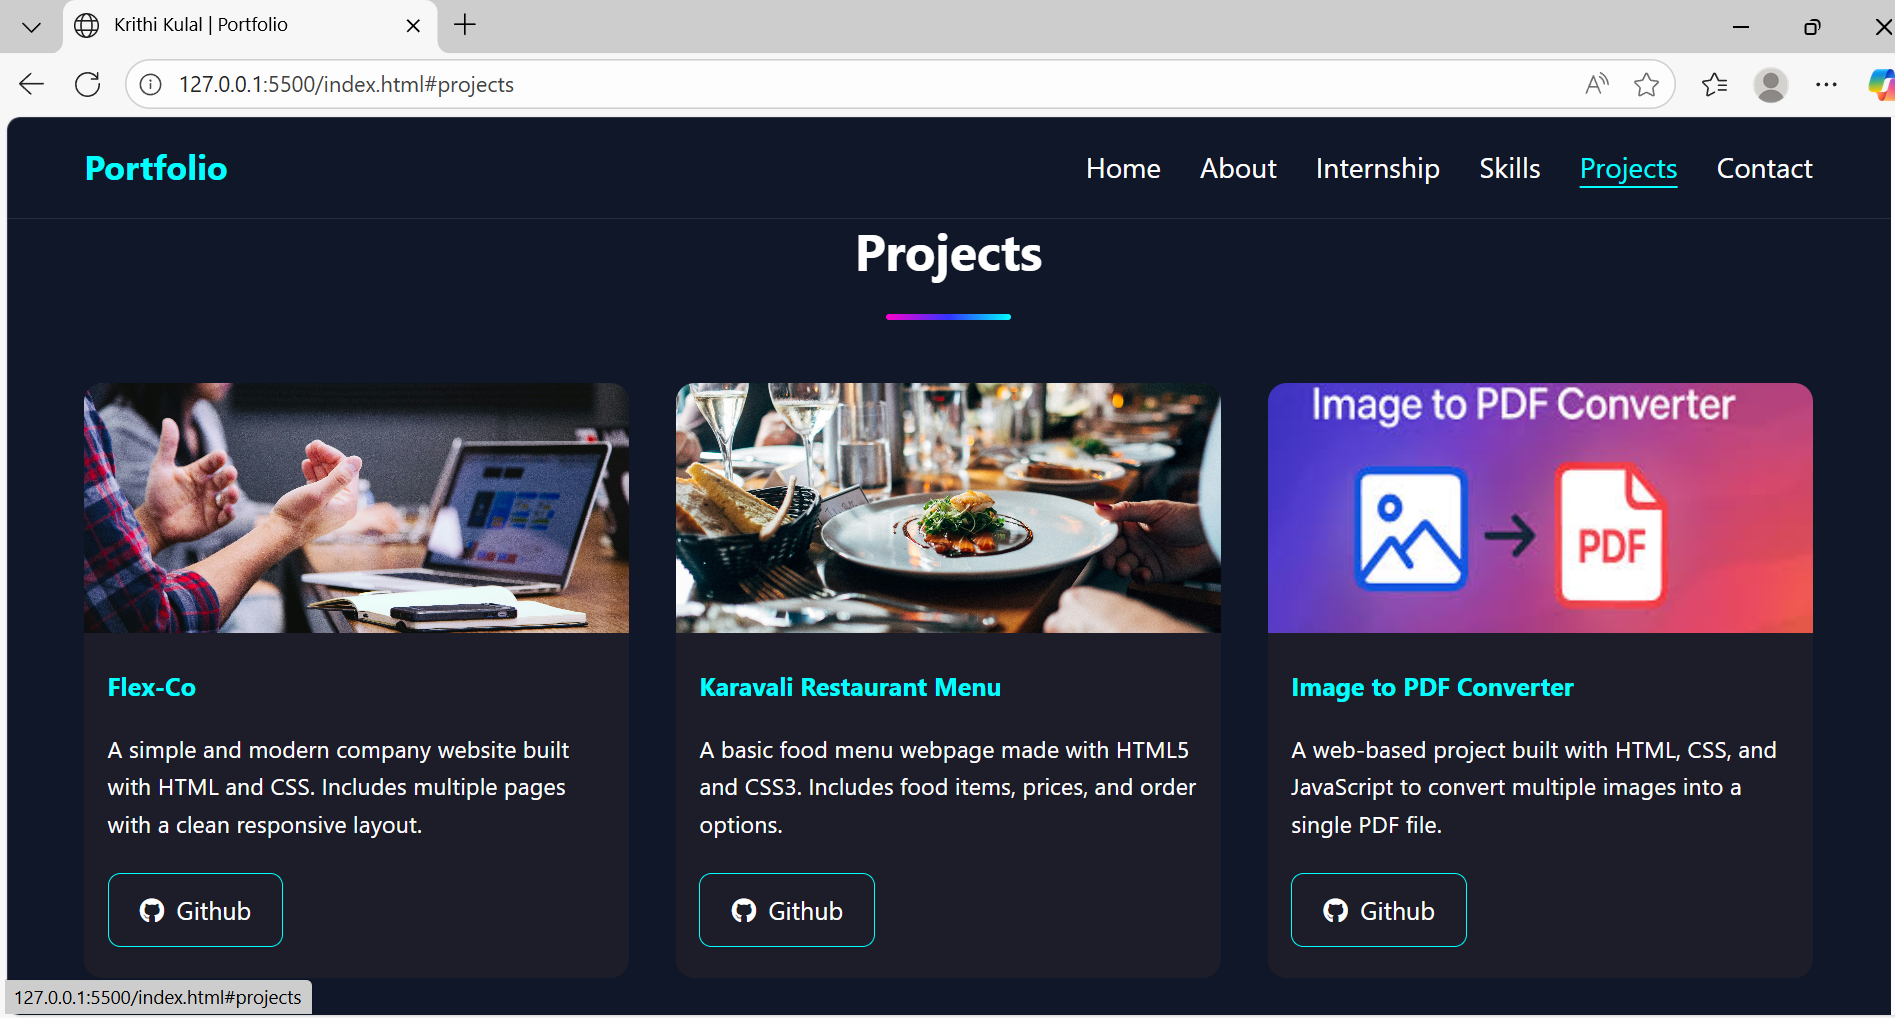 Krithi Kulal | Portfolio
127.0.0.1:5500/index.html#projects
Portfolio
Home About Internship Skills Projects Contact
Projects
Image to PDF Converter
PDF
Flex-Co
A simple and modern company website built
with HTML and CSS. Includes multiple pages
with a clean responsive layout.
Github
Karavali Restaurant Menu
A basic food menu webpage made with HTML5
and CSS3. Includes food items, prices, and order
options.
Github
Image to PDF Converter
A web-based project built with HTML, CSS, and
JavaScript to convert multiple images into a
single PDF file.
Github
127.0.0.1:5500/index.html#projects